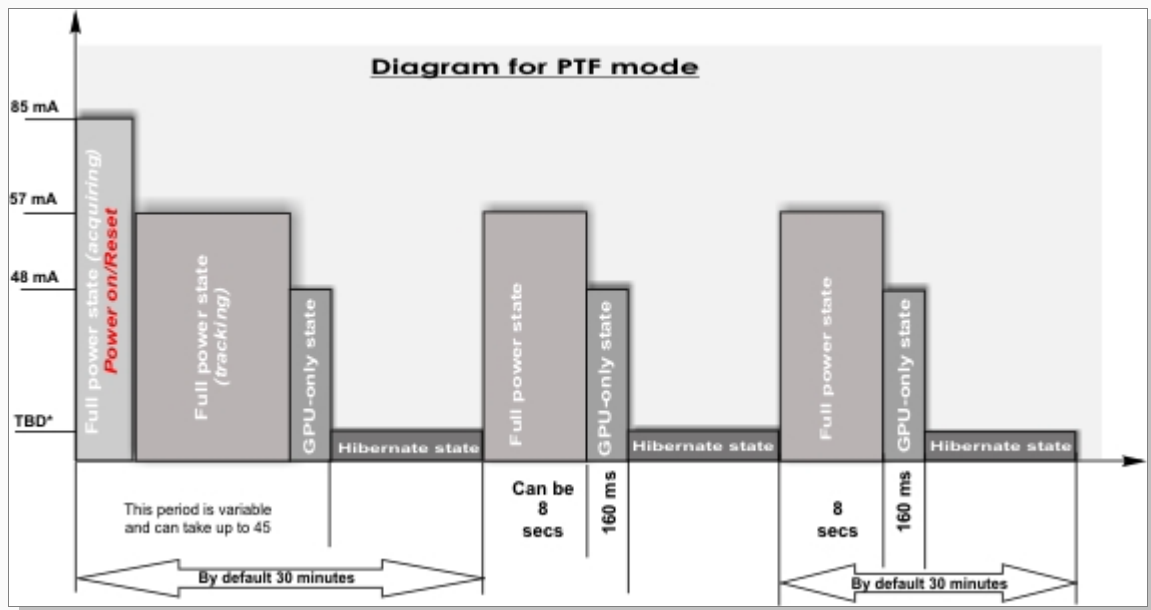 Diagram for PTF mode
85 mA
57 mA
48 mA
TBD*
Full power state (acquiring)
Power on/Reset
Full power state
(tracking)
GPU-only state
Hibernate state
Full power state
GPU-only state
Hibernate state
Full power state
GPU-only state
Hibernate state
This period is variable
and can take up to 45
Can be
8
secs
160 ms
8
secs
160 ms
By default 30 minutes
By default 30 minutes